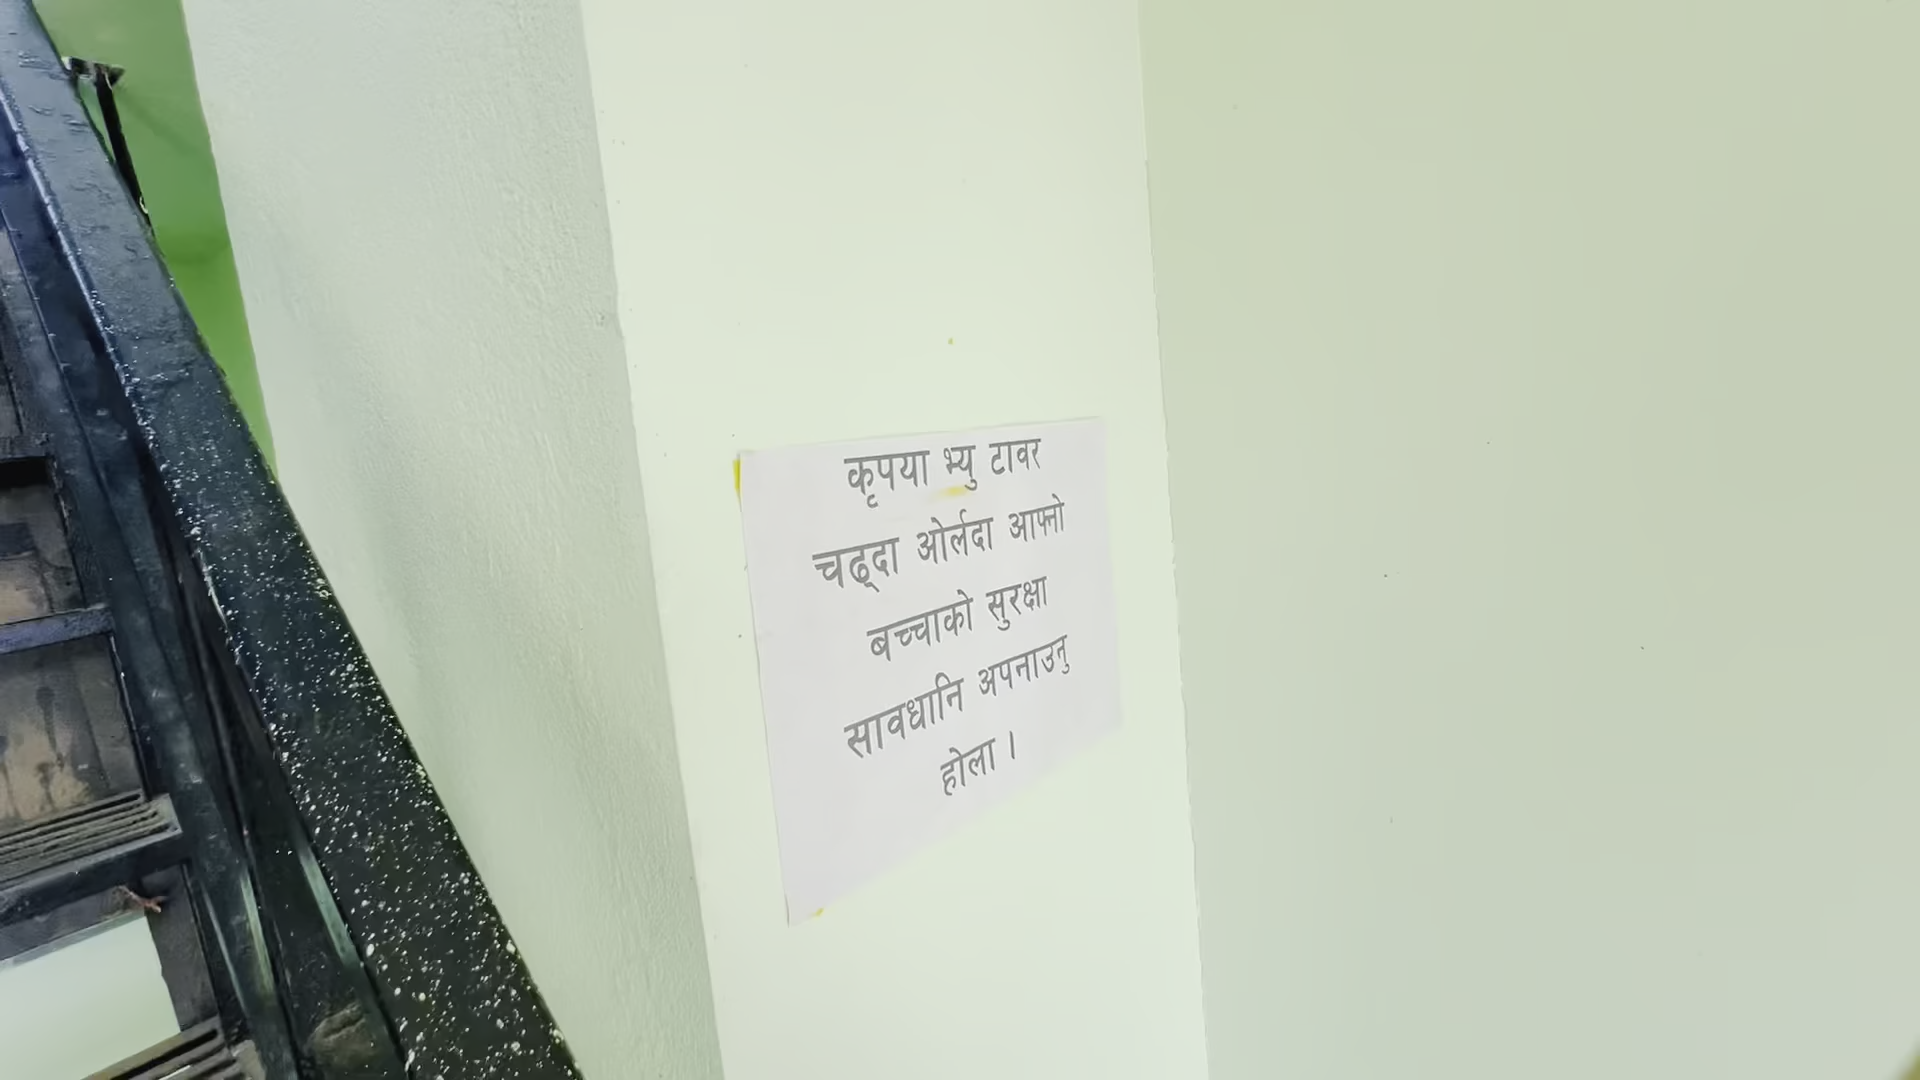 कृपया भ्यु टावर
चढ्दा ओर्लदा आफ्नो
बच्चाको सुरक्षा
सावधानि अपनाउनु
होला ।